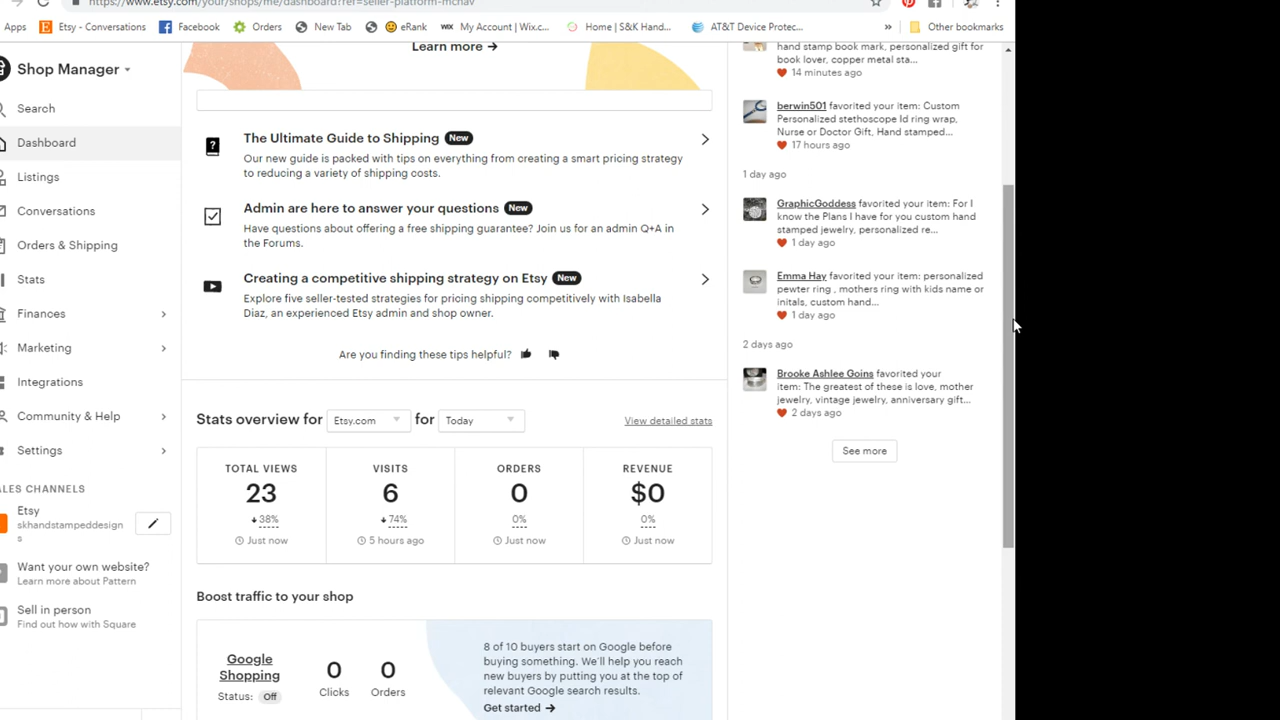 https://www.etsy.com/your/shops/me/dashboard?ref=seller-platform-mcnav
Apps
Etsy - Conversations
Facebook
Orders
New Tab
eRank
WIX
My Account | Wix.c...
Home | S&K Hand...
AT&T Device Protec...
»
Other bookmarks
Shop Manager
Search
Dashboard
Listings
Conversations
Orders & Shipping
Stats
Finances
Marketing
Integrations
Community & Help
Settings
ALES CHANNELS
Etsy
skhandstampeddesign
s
Want your own website?
Learn more about Pattern
Sell in person
Find out how with Square
Learn more →
The Ultimate Guide to Shipping New
Our new guide is packed with tips on everything from creating a smart pricing strategy
to reducing a variety of shipping costs.
Admin are here to answer your questions New
Have questions about offering a free shipping guarantee? Join us for an admin Q+A in
the Forums.
Creating a competitive shipping strategy on Etsy New
Explore five seller-tested strategies for pricing shipping competitively with Isabella
Diaz, an experienced Etsy admin and shop owner.
Are you finding these tips helpful?
Stats overview for Etsy.com for Today
View detailed stats
TOTAL VIEWS
23
38%
Just now
VISITS
6
74%
5 hours ago
ORDERS
0
0%
Just now
REVENUE
$0
0%
Just now
Boost traffic to your shop
Google
Shopping
Status: Off
0
Clicks
0
Orders
8 of 10 buyers start on Google before
buying something. We'll help you reach
new buyers by putting you at the top of
relevant Google search results.
Get started →
hand stamp book mark, personalized gift for
book lover, copper metal sta...
14 minutes ago
berwin501 favorited your item: Custom
Personalized stethoscope Id ring wrap,
Nurse or Doctor Gift, Hand stamped...
17 hours ago
1 day ago
GraphicGoddess favorited your item: For I
know the Plans I have for you custom hand
stamped jewelry, personalized re...
1 day ago
Emma Hay favorited your item: personalized
pewter ring , mothers ring with kids name or
initals, custom hand...
1 day ago
2 days ago
Brooke Ashlee Goins favorited your
item: The greatest of these is love, mother
jewelry, vintage jewelry, anniversary gift...
2 days ago
See more